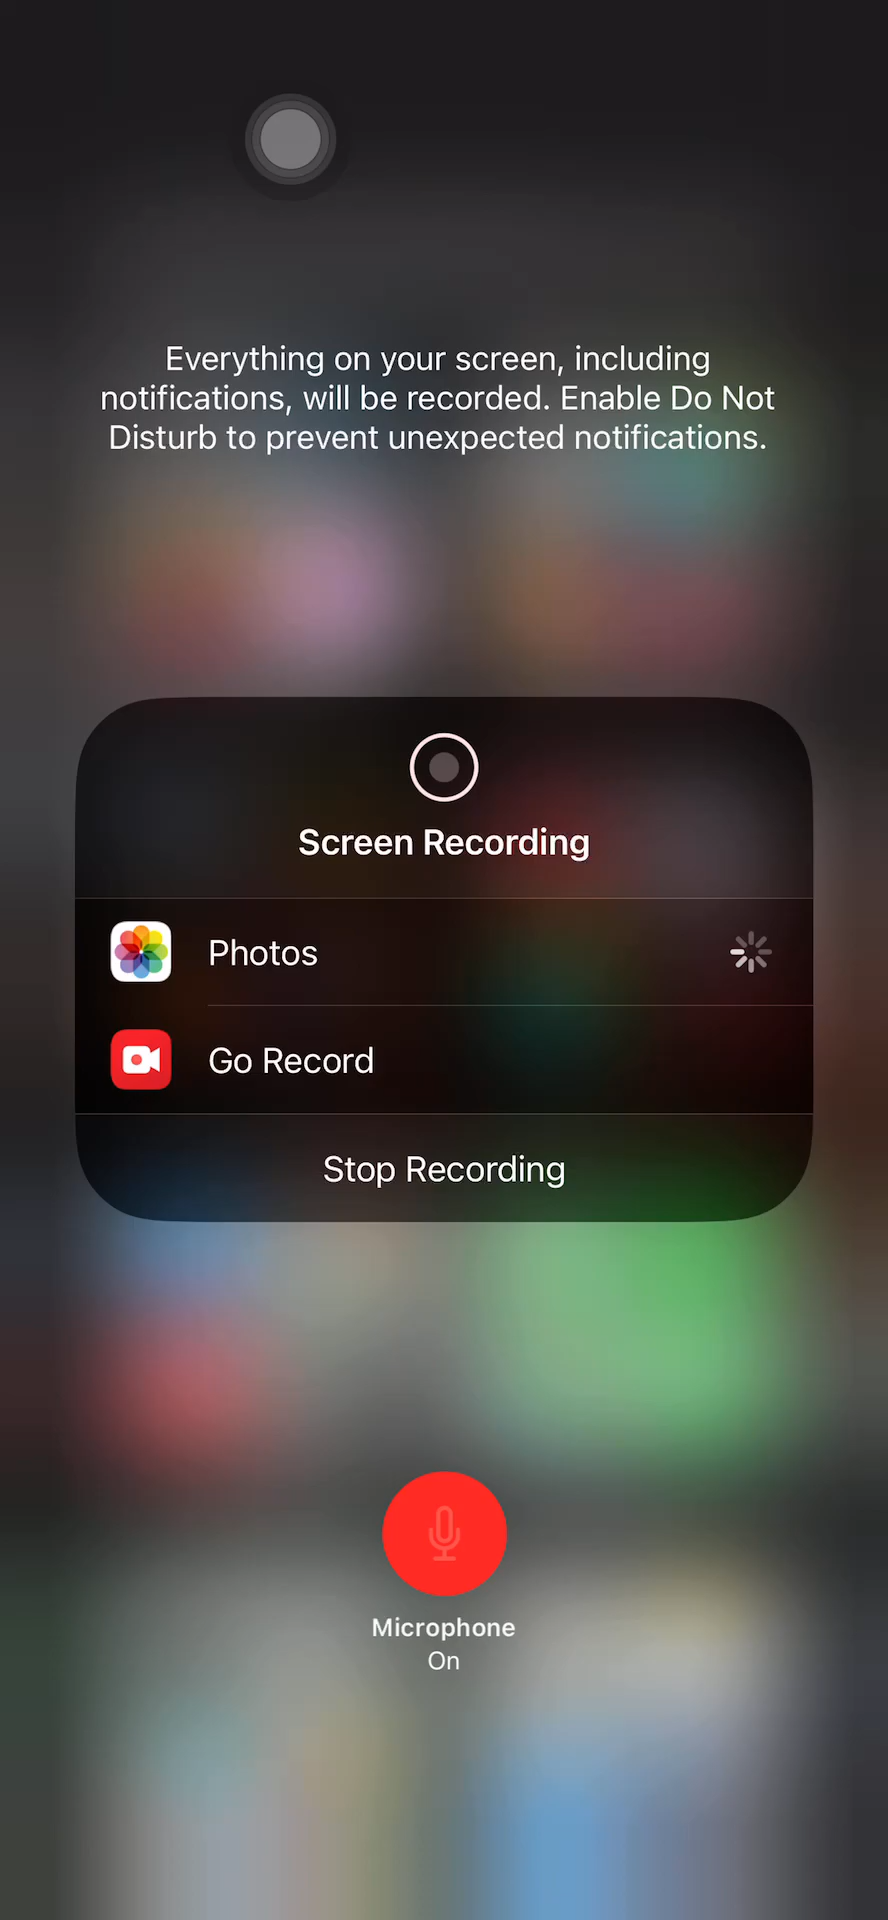 Everything on your screen, including
notifications, will be recorded. Enable Do Not
Disturb to prevent unexpected notifications.
Screen Recording
Photos
Go Record
Stop Recording
Microphone
On